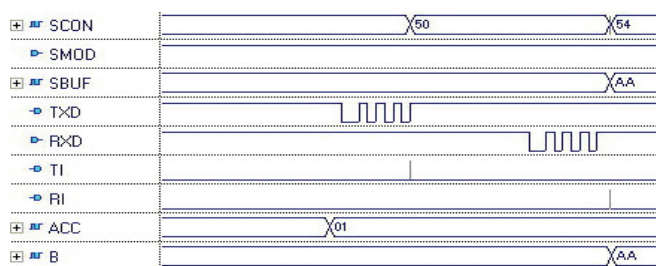 SCON 50 54
SMOD
SBUF AA
TXD
RXD
TI
RI
ACC 01
B AA